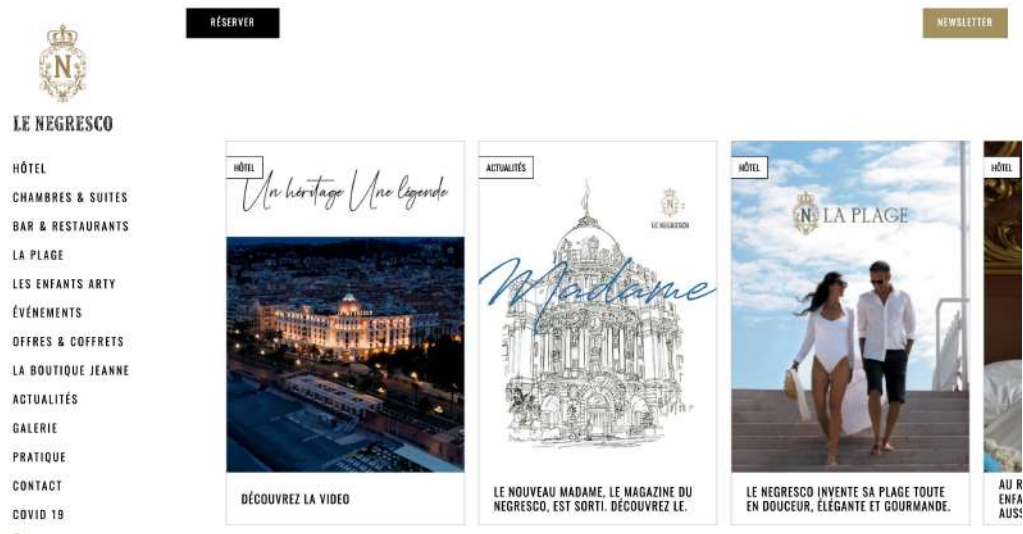 RÉSERVER
NEWSLETTER
N
LE NEGRESCO
HÔTEL
CHAMBRES & SUITES
BAR & RESTAURANTS
LA PLAGE
LES ENFANTS ARTY
ÉVÉNEMENTS
OFFRES & COFFRETS
LA BOUTIQUE JEANNE
ACTUALITÉS
GALERIE
PRATIQUE
CONTACT
COVID 19
HÔTEL
Un héritage Une légende
DÉCOUVREZ LA VIDEO
ACTUALITÉS
N
LE NEGRESCO
Madame
LE NOUVEAU MADAME, LE MAGAZINE DU
NEGRESCO, EST SORTI. DÉCOUVREZ LE.
HÔTEL
N LA PLAGE
LE NEGRESCO INVENTE SA PLAGE TOUTE
EN DOUCEUR, ÉLÉGANTE ET GOURMANDE.
HÔTEL
AU R
ENFA
AUSS